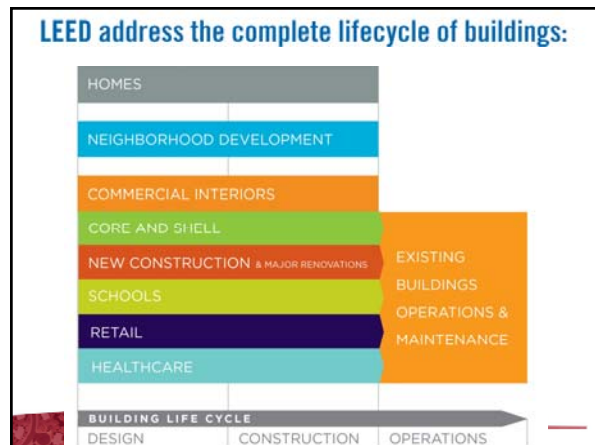 LEED address the complete lifecycle of buildings:
HOMES
NEIGHBORHOOD DEVELOPMENT
COMMERCIAL INTERIORS
CORE AND SHELL
NEW CONSTRUCTION & MAJOR RENOVATIONS
SCHOOLS
RETAIL
HEALTHCARE
EXISTING
BUILDINGS
OPERATIONS &
MAINTENANCE
BUILDING LIFE CYCLE
DESIGN CONSTRUCTION OPERATIONS